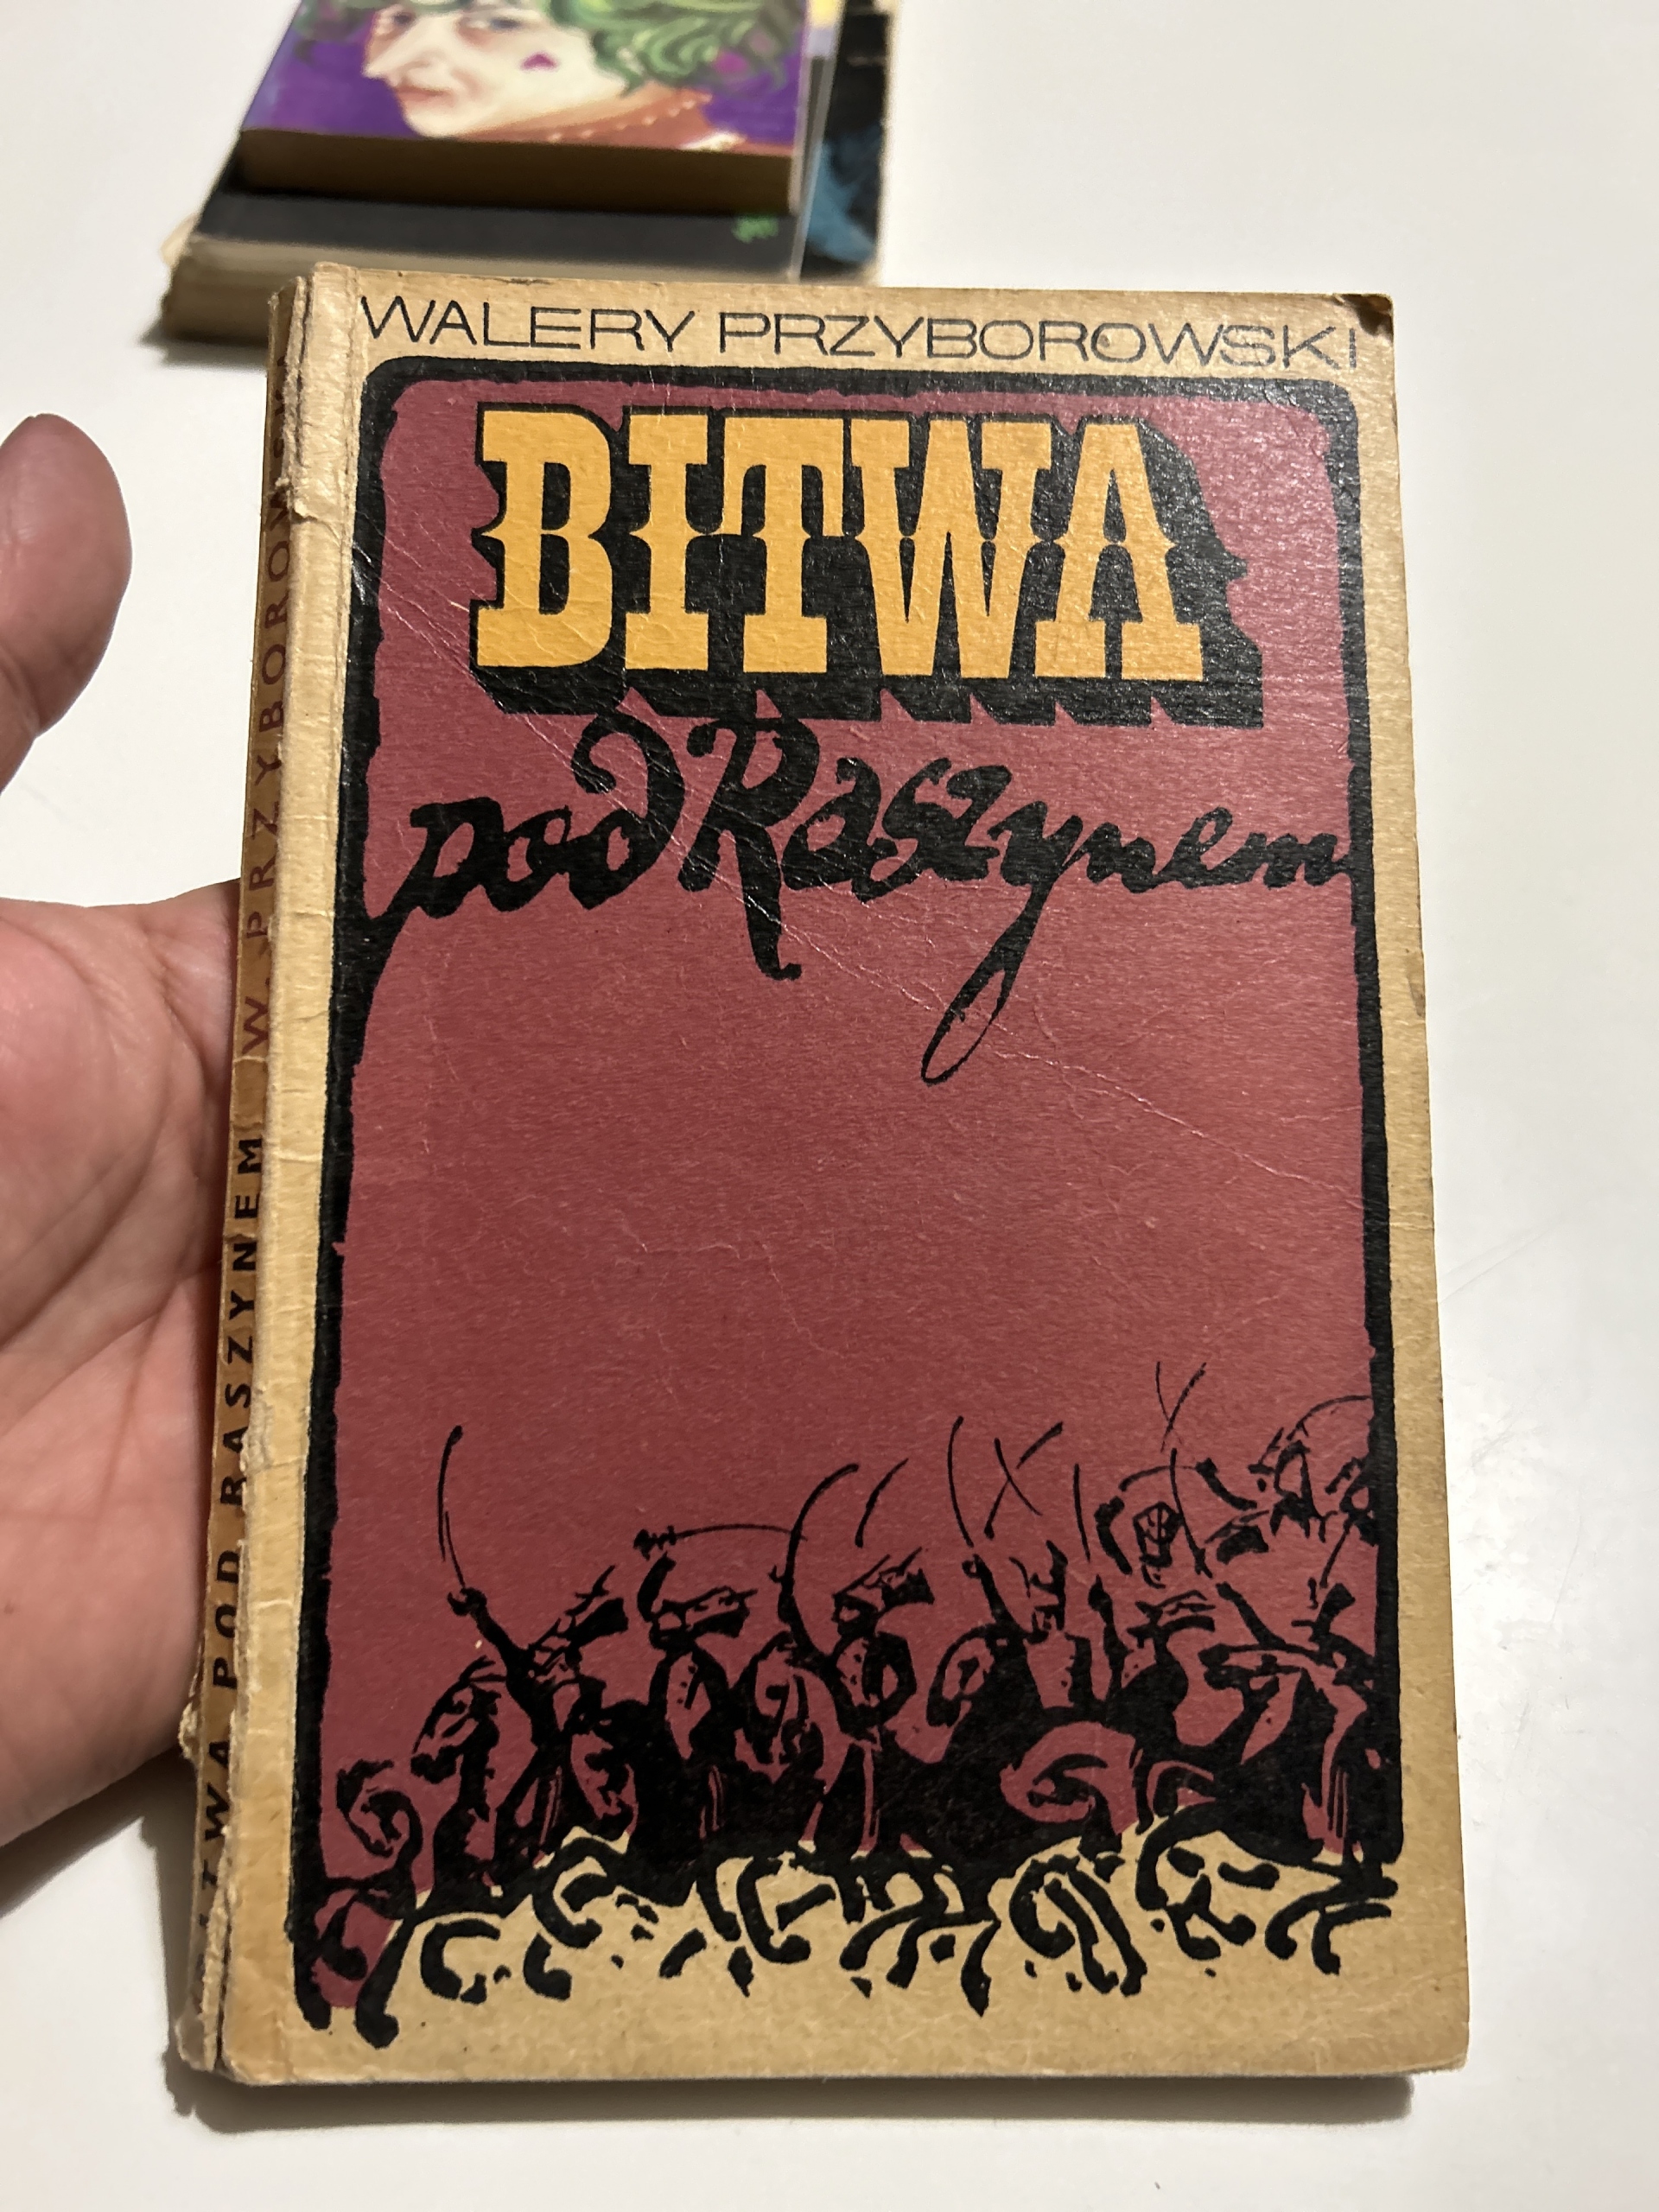 WALERY PRZYBOROWSKI
BITWA
pod Raszynem
BITWA POD RASZYNEM W. PRZYBOROWSKI